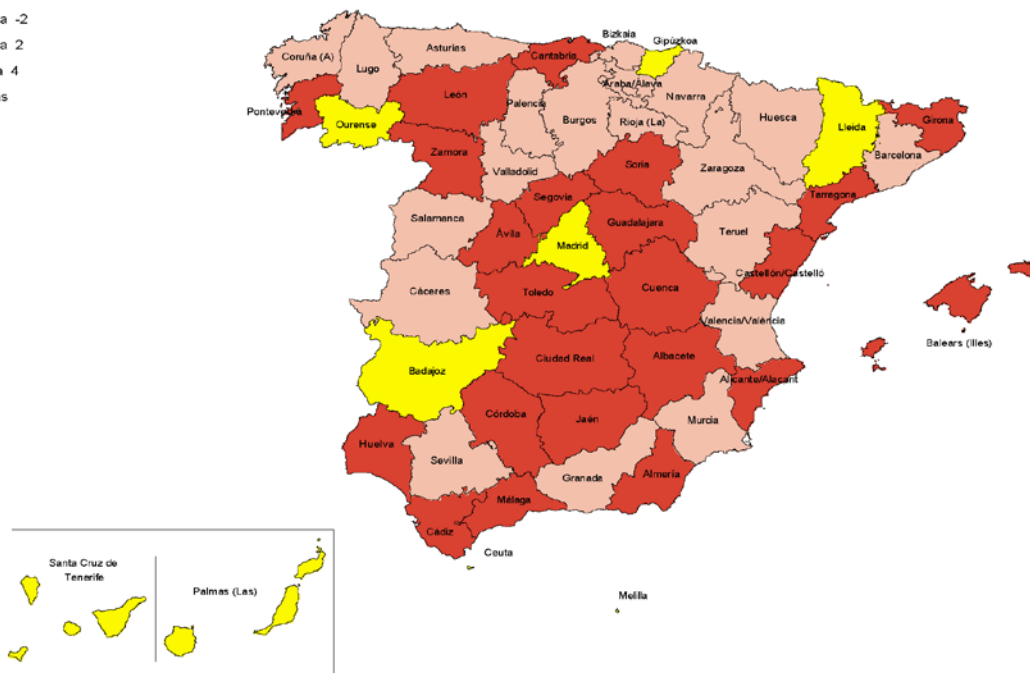 a -2
a 2
a 4
as
Bizkaia
Gipúzkoa
Coruña (A)
Lugo
Asturias
Cantabria
Araba/Álava
Navarra
Pontevedra
Ourense
León
Palencia
Burgos
Rioja (La)
Huesca
Lleida
Girona
Barcelona
Zamora
Valladolid
Soria
Zaragoza
Tarragona
Segovia
Salamanca
Ávila
Madrid
Guadalajara
Teruel
Castellón/Castelló
Cáceres
Toledo
Cuenca
Valencia/València
Balears (Illes)
Badajoz
Ciudad Real
Albacete
Alicante/Alacant
Huelva
Córdoba
Jaén
Murcia
Sevilla
Granada
Almería
Málaga
Cádiz
Ceuta
Melilla
Santa Cruz de
Tenerife
Palmas (Las)